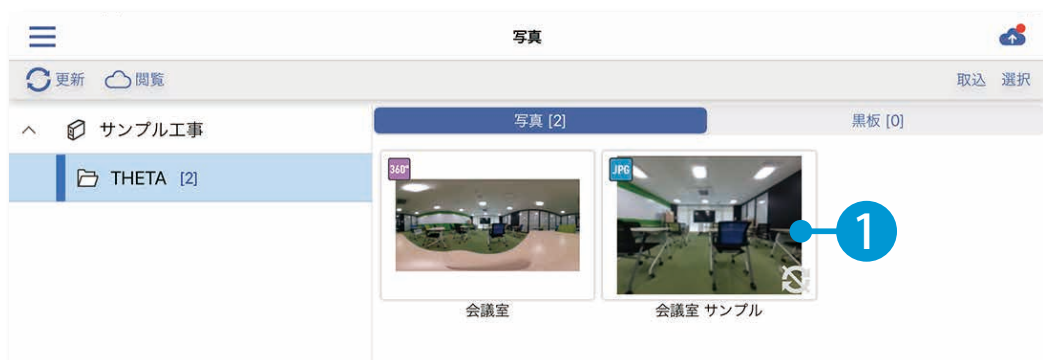 写真
更新 閲覧 取込 選択
サンプル工事
写真 [2] 黒板 [0]
THETA [2]
360°
JPG
1
会議室
会議室 サンプル